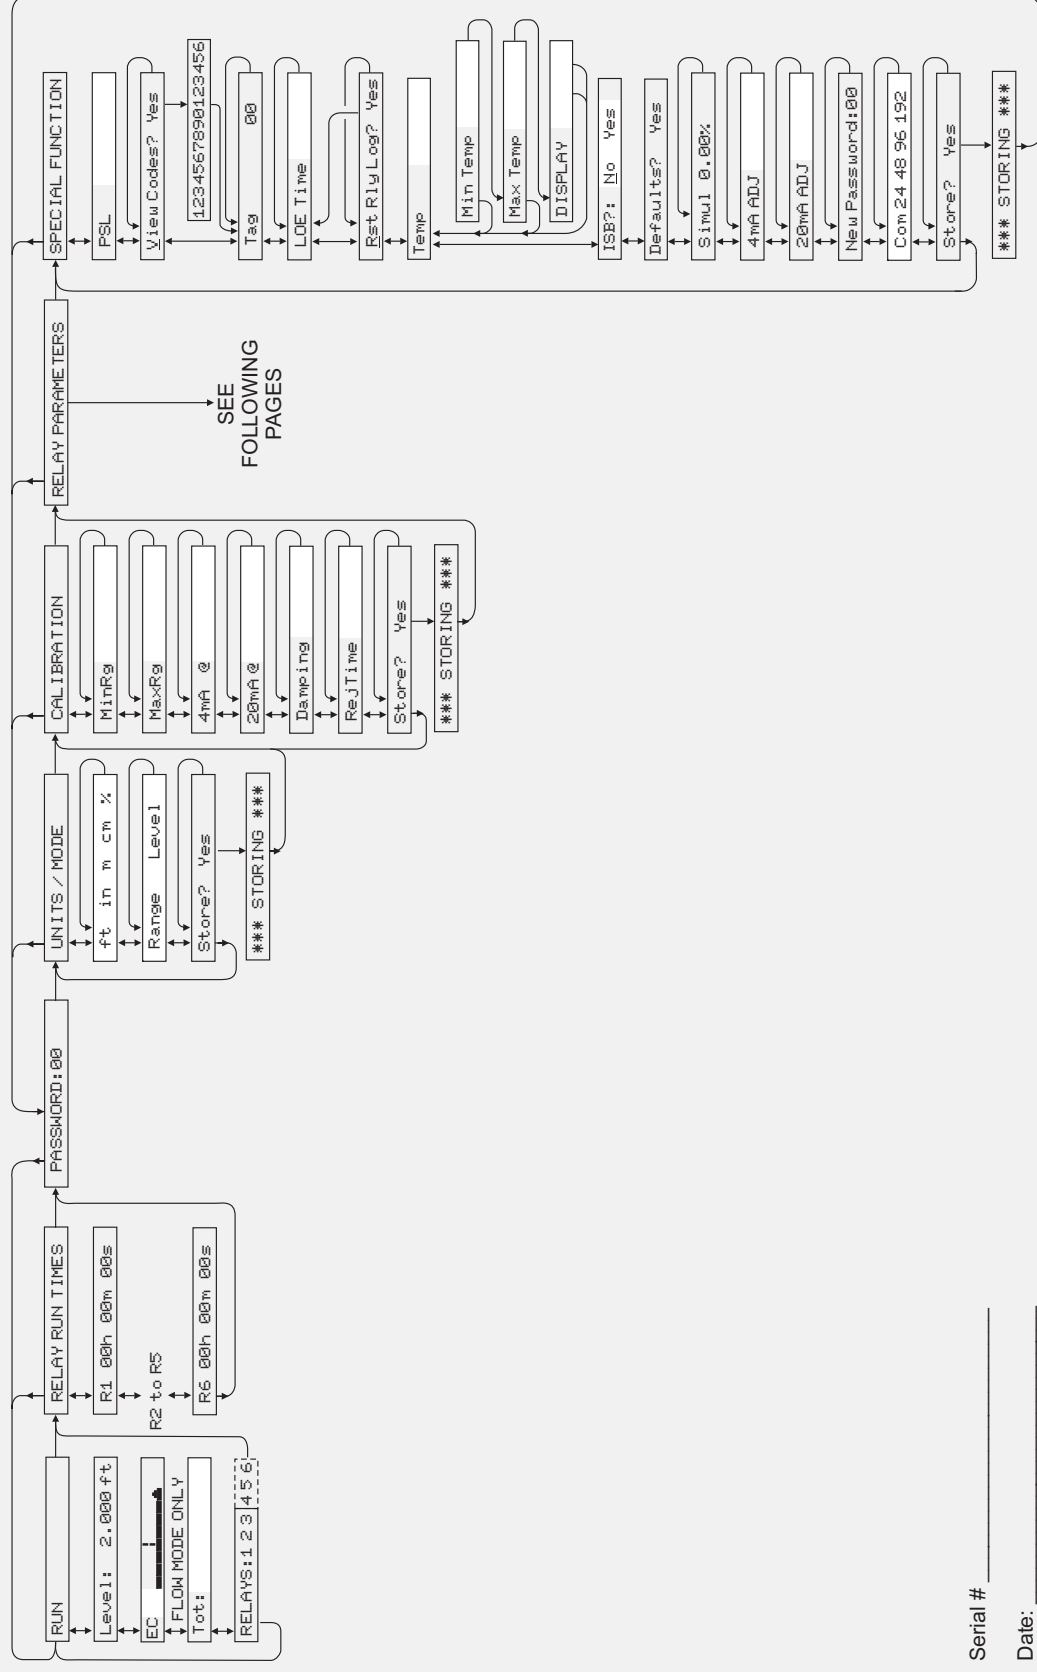 RUN
Level: 2.000 ft
EC
FLOW MODE ONLY
Tot:
RELAYS:1 2 3 4 5 6
RELAY RUN TIMES
R1 00h 00m 00s
R2 to R5
R6 00h 00m 00s
PASSWORD:00
UNITS / MODE
ft in m cm %
Range Level
Store? Yes
*** STORING ***
CALIBRATION
MinRg
MaxRg
4mA @
20mA @
Damping
RejTime
Store? Yes
*** STORING ***
RELAY PARAMETERS
SEE
FOLLOWING
PAGES
SPECIAL FUNCTION
PSL
View Codes? Yes
1234567890123456
Tag 00
LOE Time
Rst Rly Log? Yes
Temp
Min Temp
Max Temp
DISPLAY
ISB?: No Yes
Defaults? Yes
Simul 0.00%
4mA ADJ
20mA ADJ
New Password:00
Com 24 48 96 192
Store? Yes
*** STORING ***
Serial #
Date: